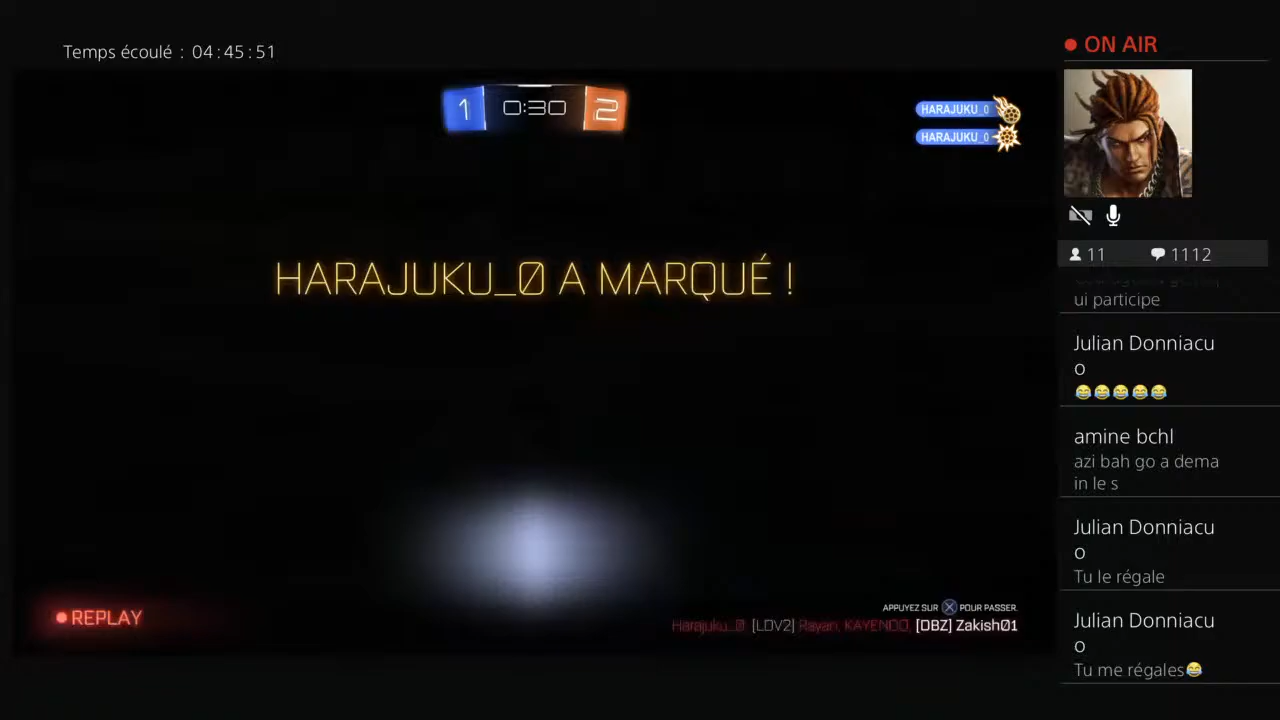 Temps écoulé : 04:45:51
ON AIR
1 0:30 2
HARAJUKU_0
HARAJUKU_0
HARAJUKU_0 A MARQUÉ !
11 1112
ui participe
Julian Donniacu
o
😂😂😂😂😂
amine bchl
azi bah go a dema
in le s
Julian Donniacu
o
Tu le régale
Julian Donniacu
o
Tu me régales😂
REPLAY
APPUYEZ SUR ⓧ POUR PASSER.
Harajuku_0, [LDV2] Rayan, KAYENDO, [DBZ] Zakish01